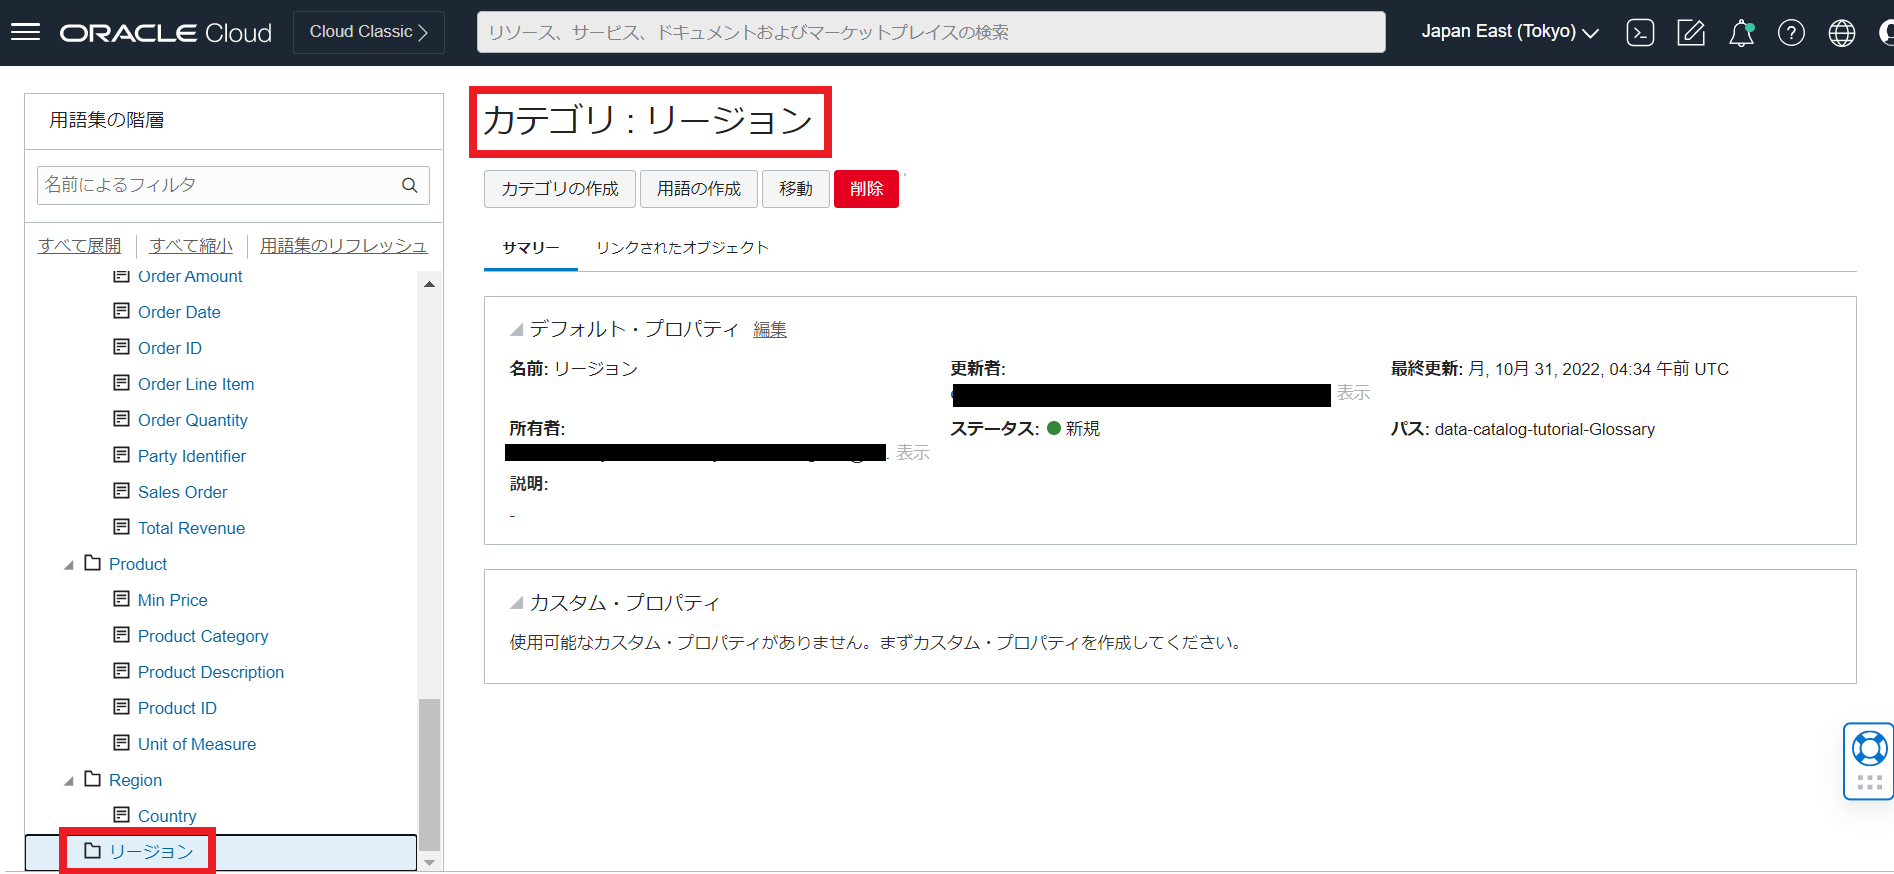 ORACLE Cloud
Cloud Classic
リソース、サービス、ドキュメントおよびマーケットプレイスの検索
Japan East (Tokyo)
用語集の階層
名前によるフィルタ
すべて展開
すべて縮小
用語集のリフレッシュ
Order Amount
Order Date
Order ID
Order Line Item
Order Quantity
Party Identifier
Sales Order
Total Revenue
Product
Min Price
Product Category
Product Description
Product ID
Unit of Measure
Region
Country
リージョン
カテゴリ : リージョン
カテゴリの作成
用語の作成
移動
削除
サマリー
リンクされたオブジェクト
デフォルト・プロパティ 編集
名前: リージョン
更新者:
表示
最終更新: 月, 10月 31, 2022, 04:34 午前 UTC
所有者:
表示
ステータス: 新規
パス: data-catalog-tutorial-Glossary
説明:
-
カスタム・プロパティ
使用可能なカスタム・プロパティがありません。まずカスタム・プロパティを作成してください。